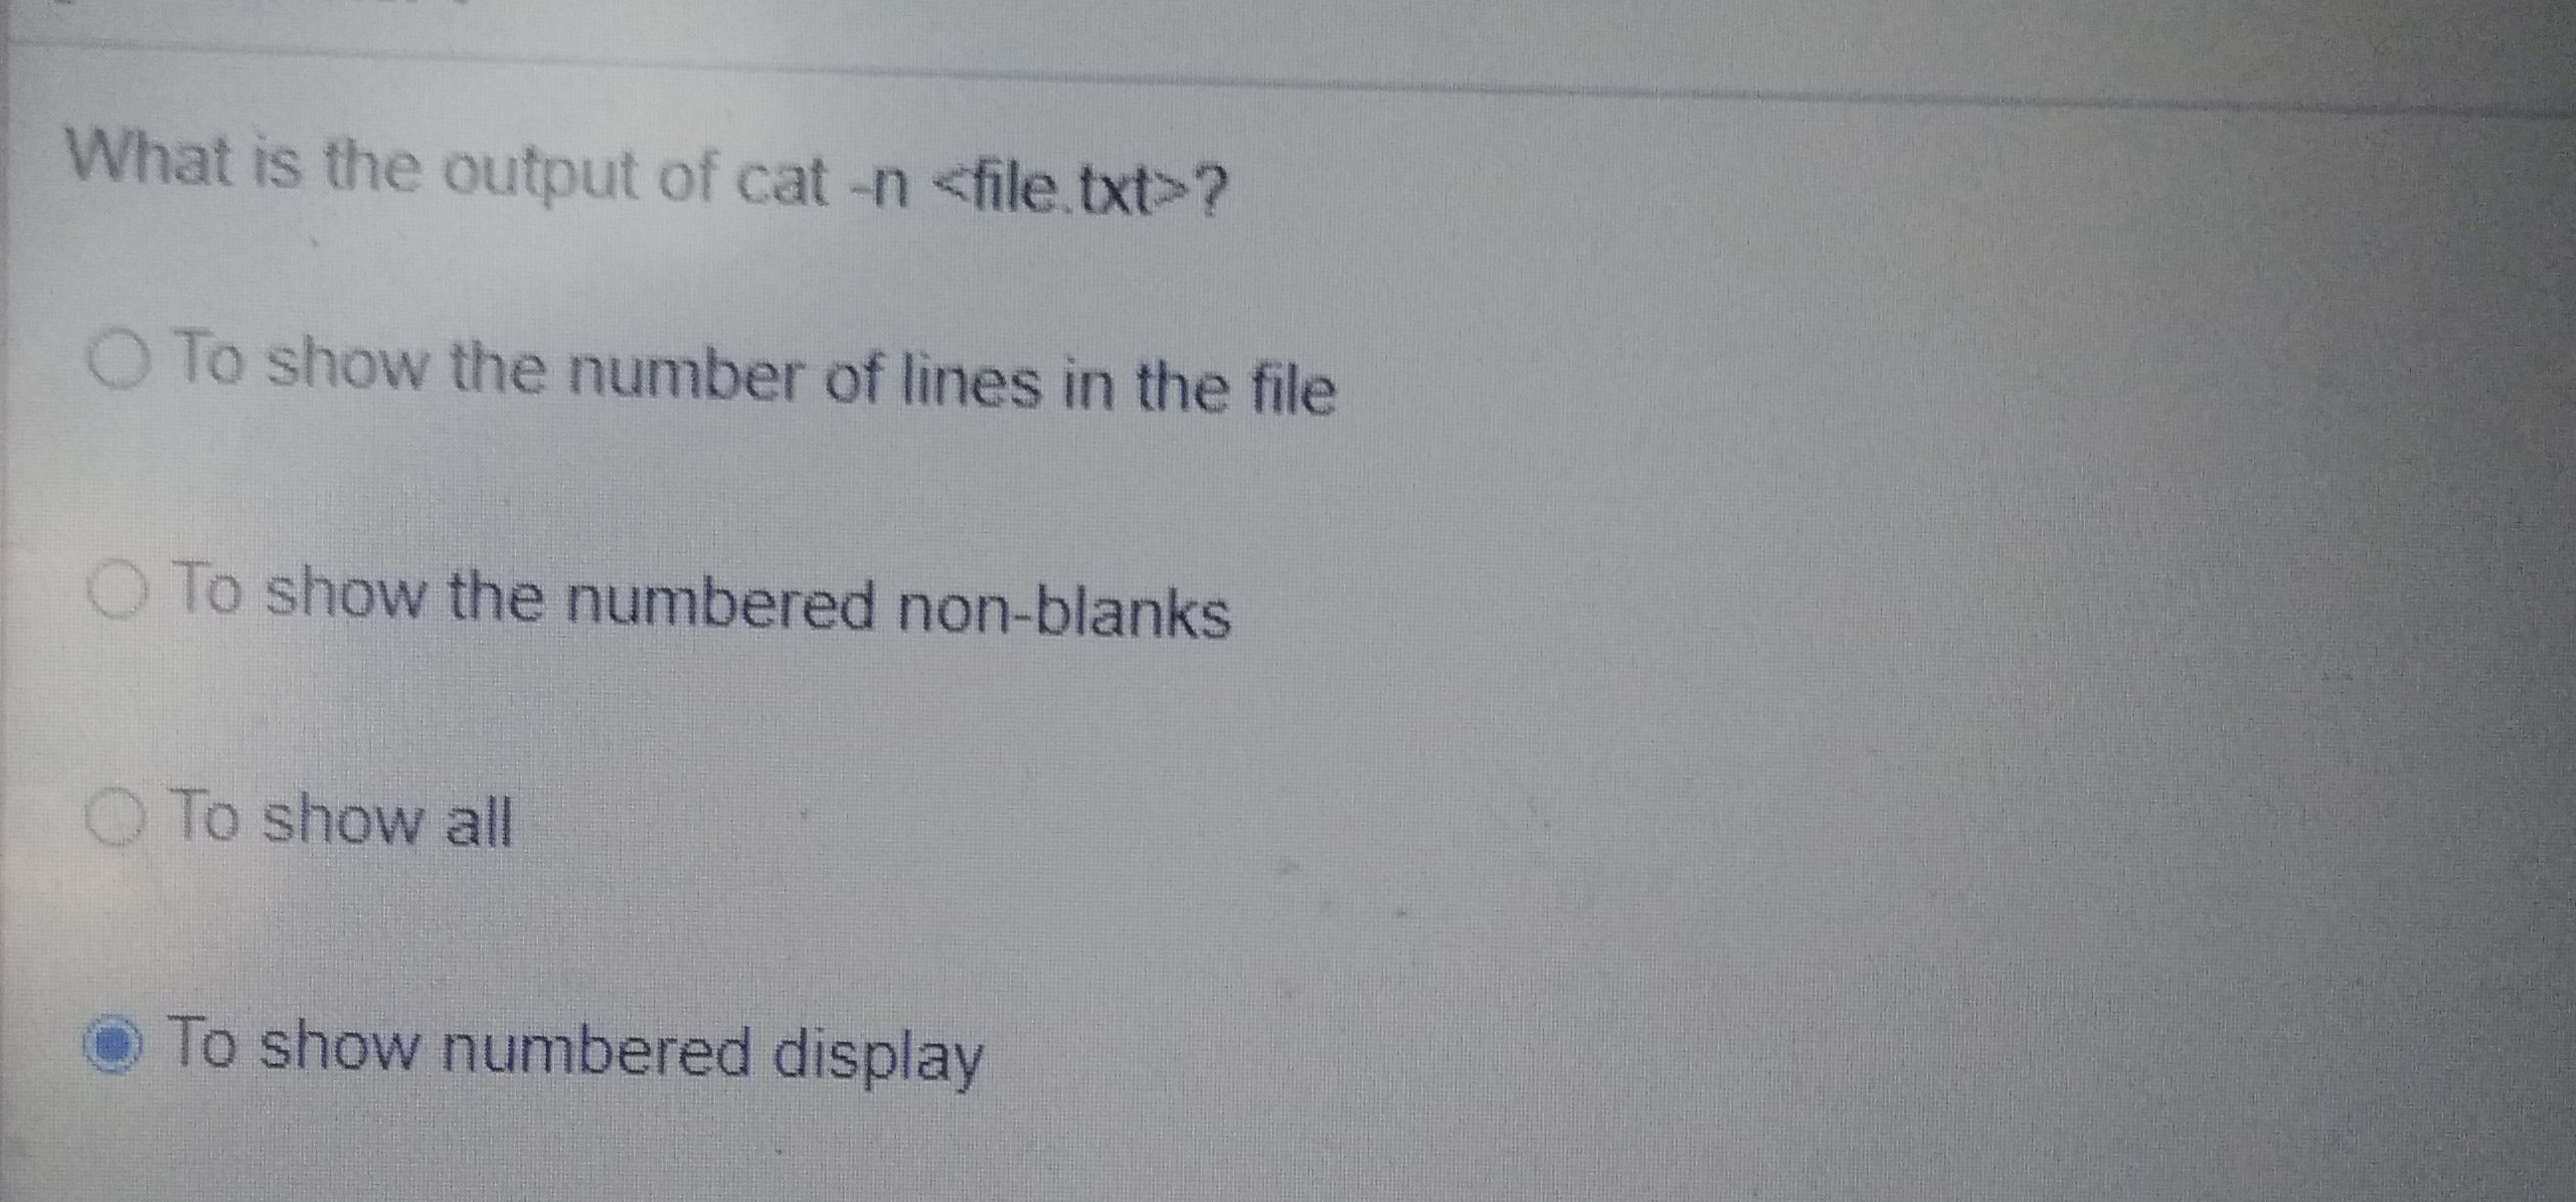 What is the output of cat -n <file.txt>?
To show the number of lines in the file
To show the numbered non-blanks
To show all
To show numbered display